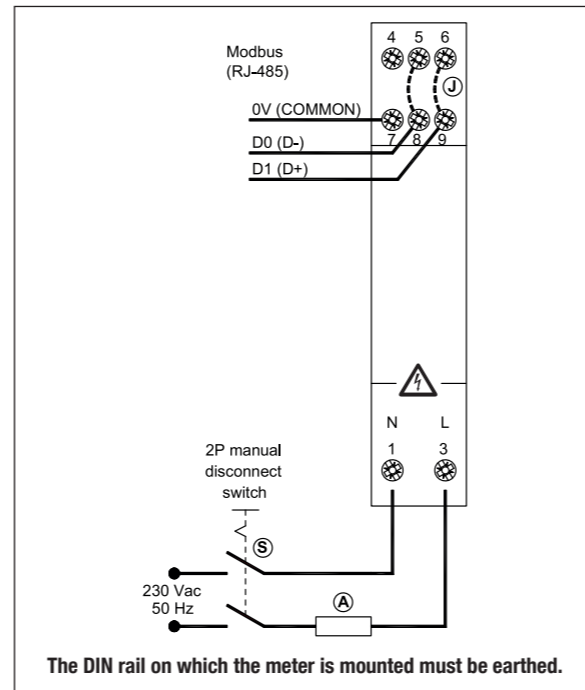 4 5 6
Modbus
(RJ-485)
J
0V (COMMON)
D0 (D-)
7 8 9
D1 (D+)
N L
1 3
2P manual
disconnect
switch
S
230 Vac
50 Hz
A
The DIN rail on which the meter is mounted must be earthed.